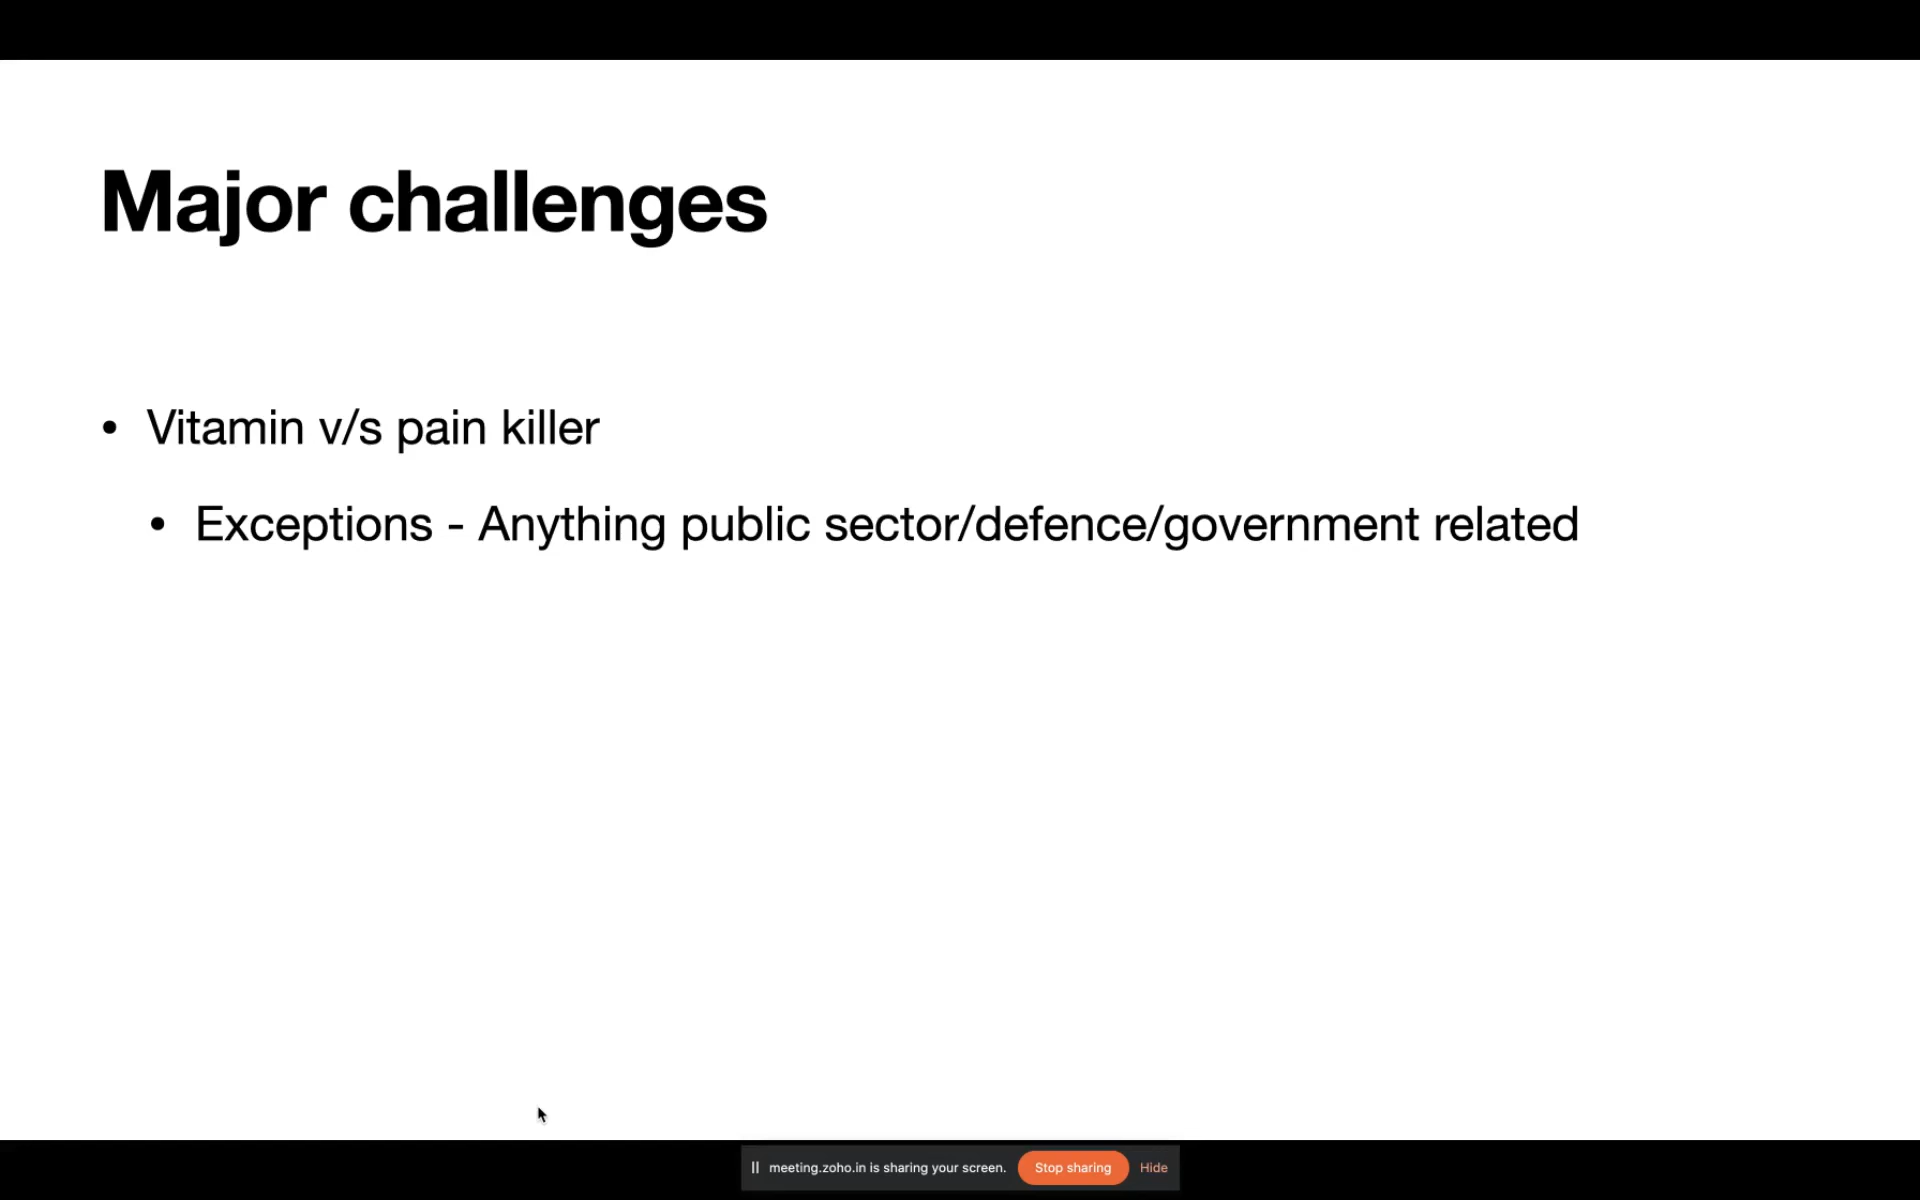 Major challenges
• Vitamin v/s pain killer
• Exceptions - Anything public sector/defence/government related
meeting.zoho.in is sharing your screen. Stop sharing Hide